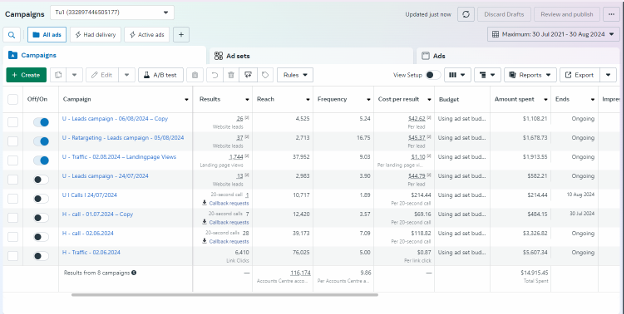 Campaigns Tu1 (332897446505177) Updated just now Discard Drafts Review and publish
All ads Had delivery Active ads + Maximum: 30 Jul 2021 - 30 Aug 2024
Campaigns Ad sets Ads
+ Create Edit A/B test Rules View Setup Reports Export
Off/On Campaign Results Reach Frequency Cost per result Budget Amount spent Ends Impres
U - Leads campaign - 06/08/2024 – Copy 26 4,525 5.24 $42.62 Using ad set bud... $1,108.21 Ongoing
Website leads Per lead
U - Retargeting - Leads campaign - 05/08/2024 37 2,713 16.75 $45.37 Using ad set bud... $1,678.73 Ongoing
Website leads Per lead
U - Traffic - 02.08.2024 – Landingpage Views 1,744 37,952 9.03 $1.10 Using ad set bud... $1,913.55 Ongoing
Landing page views Per landing page v...
U - Leads campaign - 24/07/2024 13 2,983 3.90 $44.79 Using ad set bud... $582.21 Ongoing
Website leads Per lead
U I Calls I 24/07/2024 20-second call 1 10,717 1.69 $214.44 Using ad set bud... $214.44 10 Aug 2024
Callback requests Per 20-second call
H - call - 01.07.2024 – Copy 20-second calls 7 12,420 3.57 $69.16 Using ad set bud... $484.15 30 Jul 2024
Callback requests Per 20-second call
H - call - 02.06.2024 20-second calls 28 39,173 7.09 $118.82 Using ad set bud... $3,326.82 Ongoing
Callback requests Per 20-second call
H - Traffic - 02.06.2024 6,410 76,025 5.00 $0.87 Using ad set bud... $5,607.34 Ongoing
Link Clicks Per link click
Results from 8 campaigns — 116,174 9.86 — $14,915.45
Accounts Centre acco... Per Accounts Centre a... Total Spent